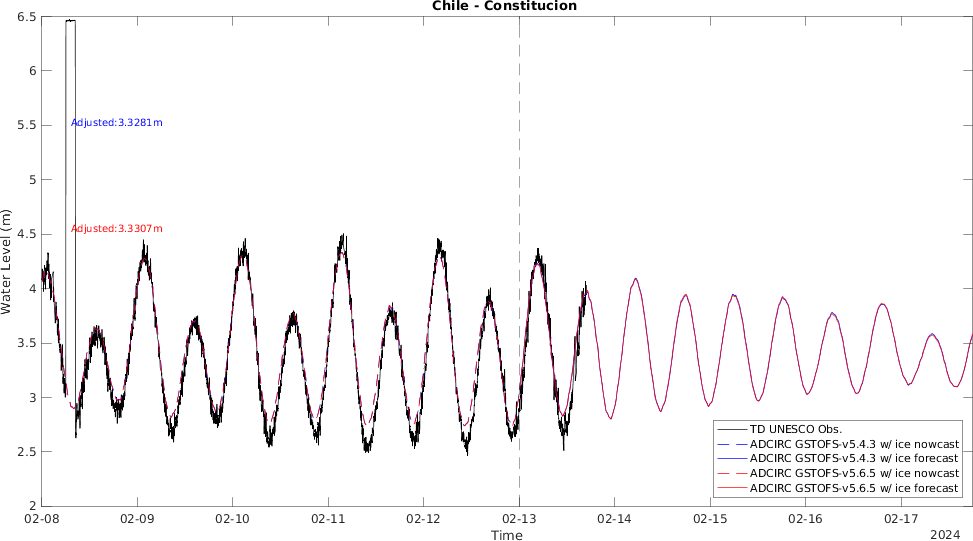 Chile - Constitucion
6.5
6
5.5
5
4.5
4
3.5
3
2.5
2
Water Level (m)
Adjusted:3.3281m
Adjusted:3.3307m
TD UNESCO Obs.
ADCIRC GSTOFS-v5.4.3 w/ ice nowcast
ADCIRC GSTOFS-v5.4.3 w/ ice forecast
ADCIRC GSTOFS-v5.6.5 w/ ice nowcast
ADCIRC GSTOFS-v5.6.5 w/ ice forecast
02-08 02-09 02-10 02-11 02-12 02-13 02-14 02-15 02-16 02-17
Time
2024